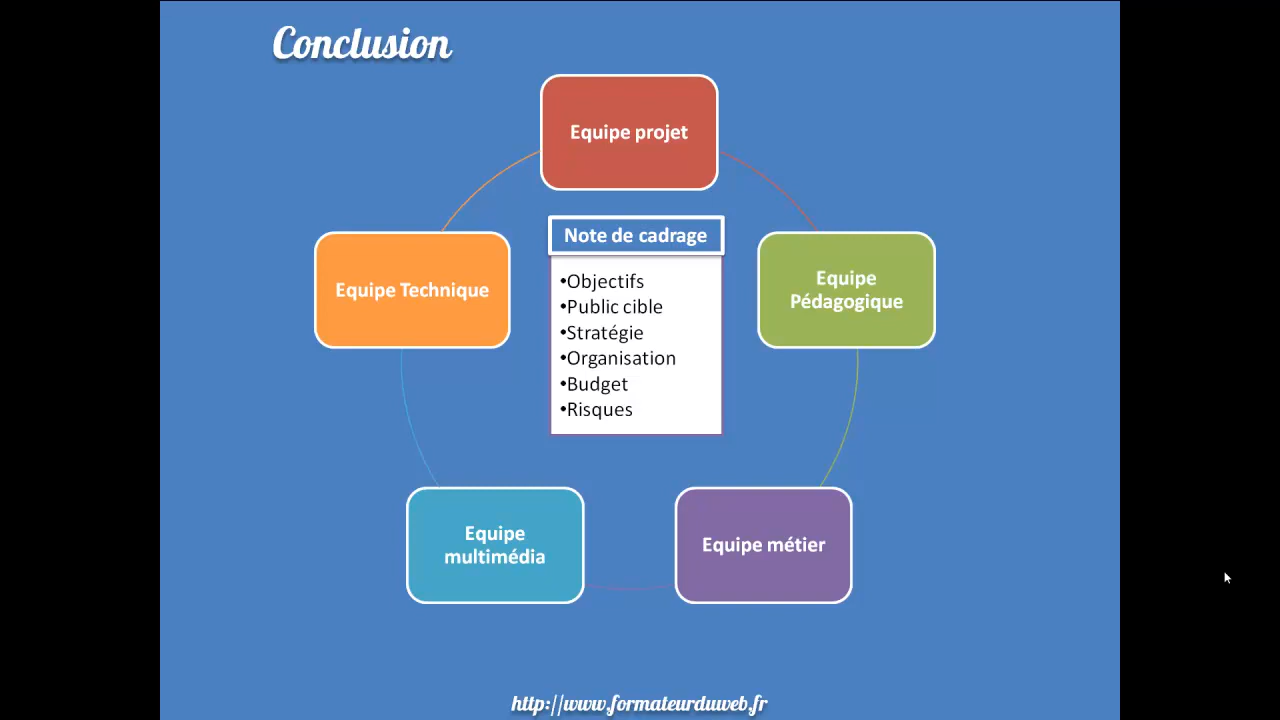 Conclusion
Equipe projet
Note de cadrage
•Objectifs
•Public cible
•Stratégie
•Organisation
•Budget
•Risques
Equipe Technique
Equipe
Pédagogique
Equipe
multimédia
Equipe métier
http://www.formateurduweb.fr